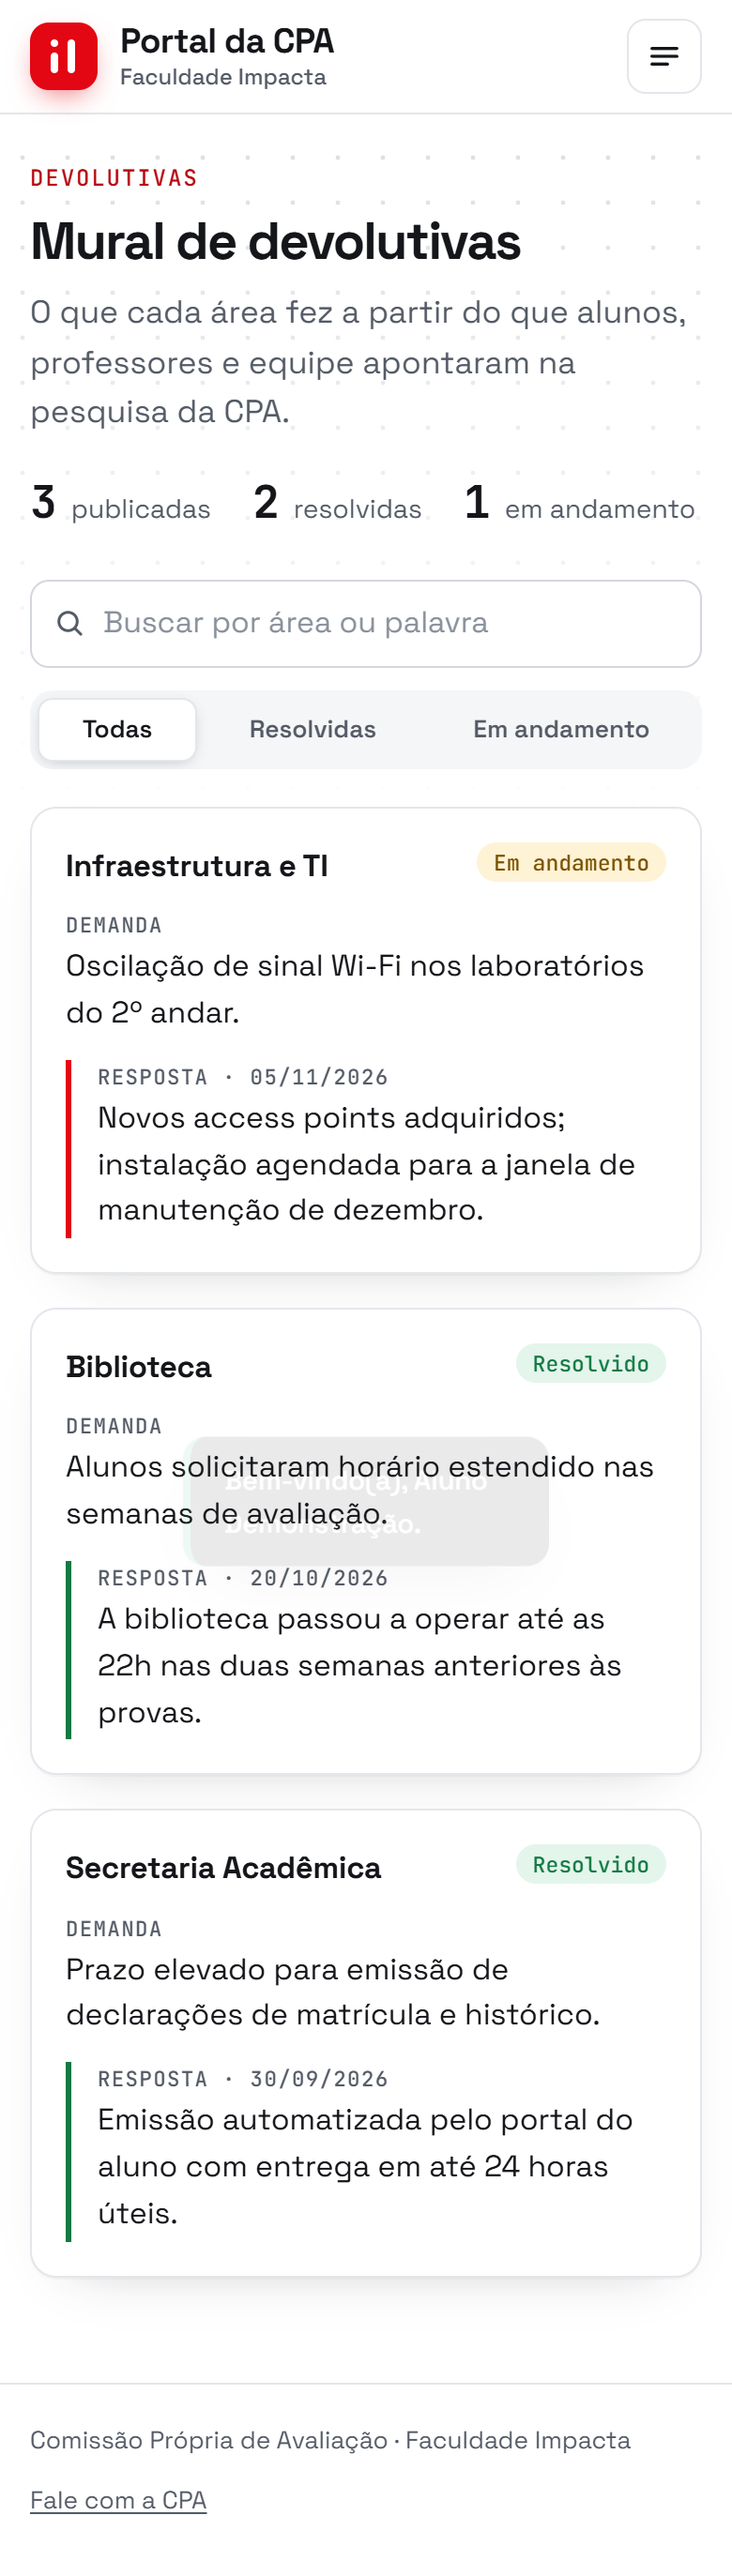 Portal da CPA
Faculdade Impacta
DEVOLUTIVAS
Mural de devolutivas
O que cada área fez a partir do que alunos,
professores e equipe apontaram na
pesquisa da CPA.
3 publicadas 2 resolvidas 1 em andamento
Buscar por área ou palavra
Todas Resolvidas Em andamento
Infraestrutura e TI Em andamento
DEMANDA
Oscilação de sinal Wi-Fi nos laboratórios
do 2º andar.
RESPOSTA · 05/11/2026
Novos access points adquiridos;
instalação agendada para a janela de
manutenção de dezembro.
Biblioteca Resolvido
DEMANDA
Alunos solicitaram horário estendido nas
semanas de avaliação.
Bem-vindo(a), Aluno
Demonstração.
RESPOSTA · 20/10/2026
A biblioteca passou a operar até as
22h nas duas semanas anteriores às
provas.
Secretaria Acadêmica Resolvido
DEMANDA
Prazo elevado para emissão de
declarações de matrícula e histórico.
RESPOSTA · 30/09/2026
Emissão automatizada pelo portal do
aluno com entrega em até 24 horas
úteis.
Comissão Própria de Avaliação · Faculdade Impacta
Fale com a CPA